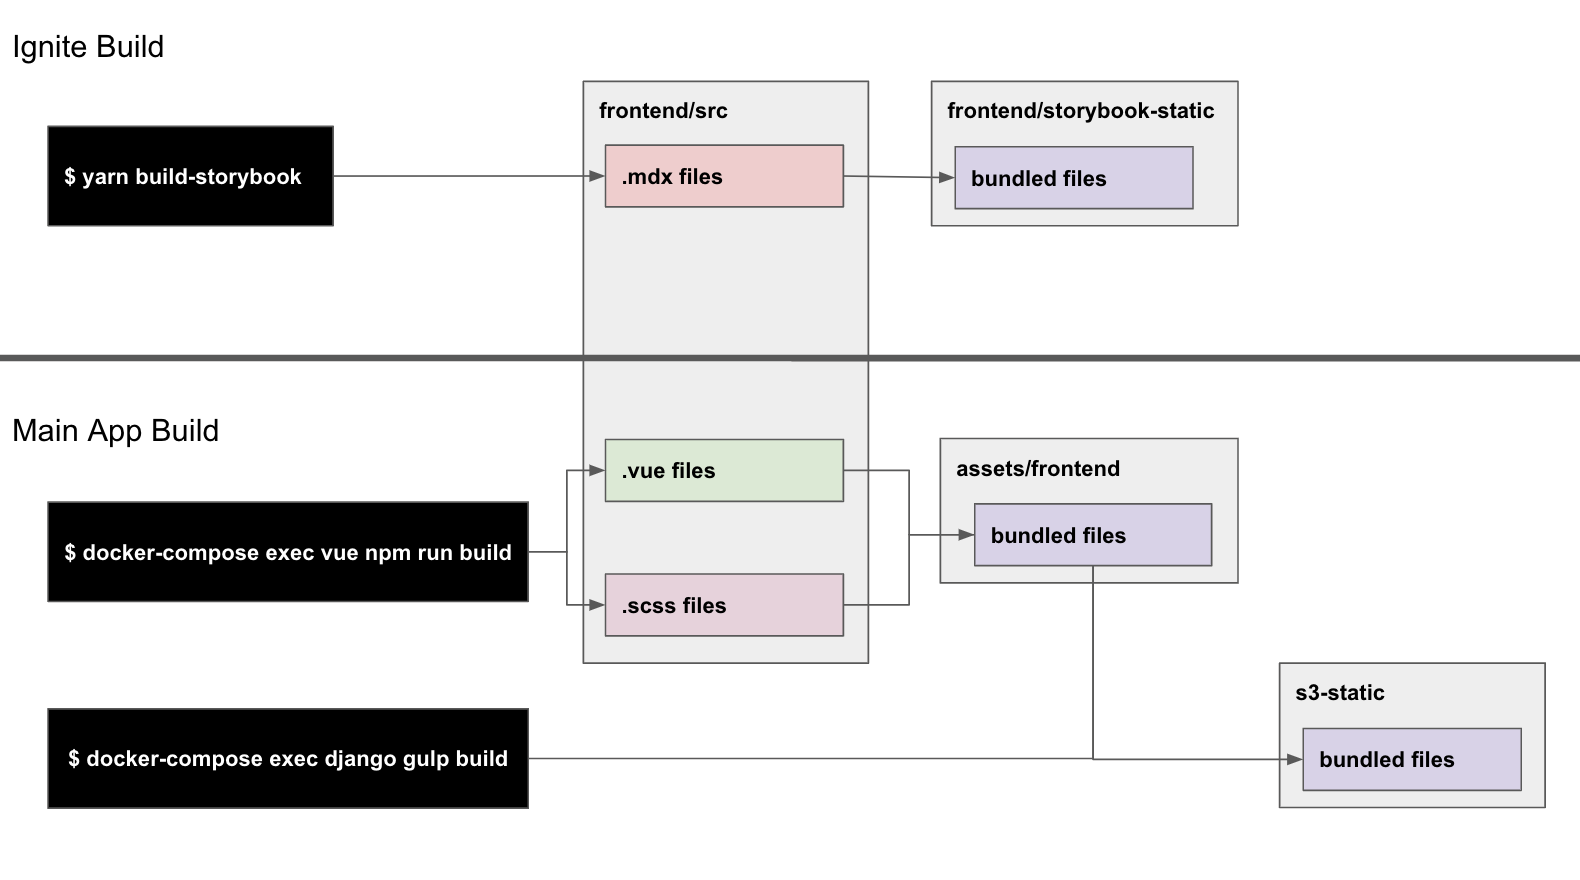 Ignite Build
frontend/src
frontend/storybook-static
$ yarn build-storybook
.mdx files
bundled files
Main App Build
.vue files
assets/frontend
bundled files
$ docker-compose exec vue npm run build
.scss files
s3-static
$ docker-compose exec django gulp build
bundled files